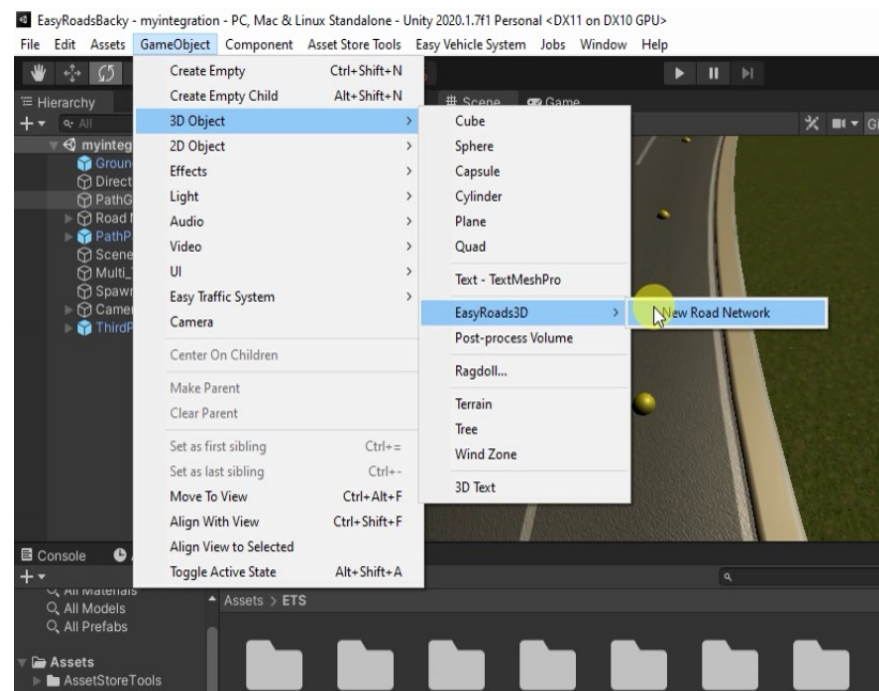 EasyRoadsBacky - myintegration - PC, Mac & Linux Standalone - Unity 2020.1.7f1 Personal <DX11 on DX10 GPU>
File Edit Assets GameObject Component Asset Store Tools Easy Vehicle System Jobs Window Help
Hierarchy
All
myinteg
Groun
Direct
PathG
Road
PathP
Scene
Multi_
Spawn
Came
ThirdP
Create Empty Ctrl+Shift+N
Create Empty Child Alt+Shift+N
3D Object
2D Object
Effects
Light
Audio
Video
UI
Easy Traffic System
Camera
Center On Children
Make Parent
Clear Parent
Set as first sibling Ctrl+=
Set as last sibling Ctrl+-
Move To View Ctrl+Alt+F
Align With View Ctrl+Shift+F
Align View to Selected
Toggle Active State Alt+Shift+A
# Scene Game
Gi
Cube
Sphere
Capsule
Cylinder
Plane
Quad
Text - TextMeshPro
EasyRoads3D
Post-process Volume
Ragdoll...
Terrain
Tree
Wind Zone
3D Text
New Road Network
Console
All Materials
All Models
All Prefabs
Assets
AssetStoreTools
Assets > ETS